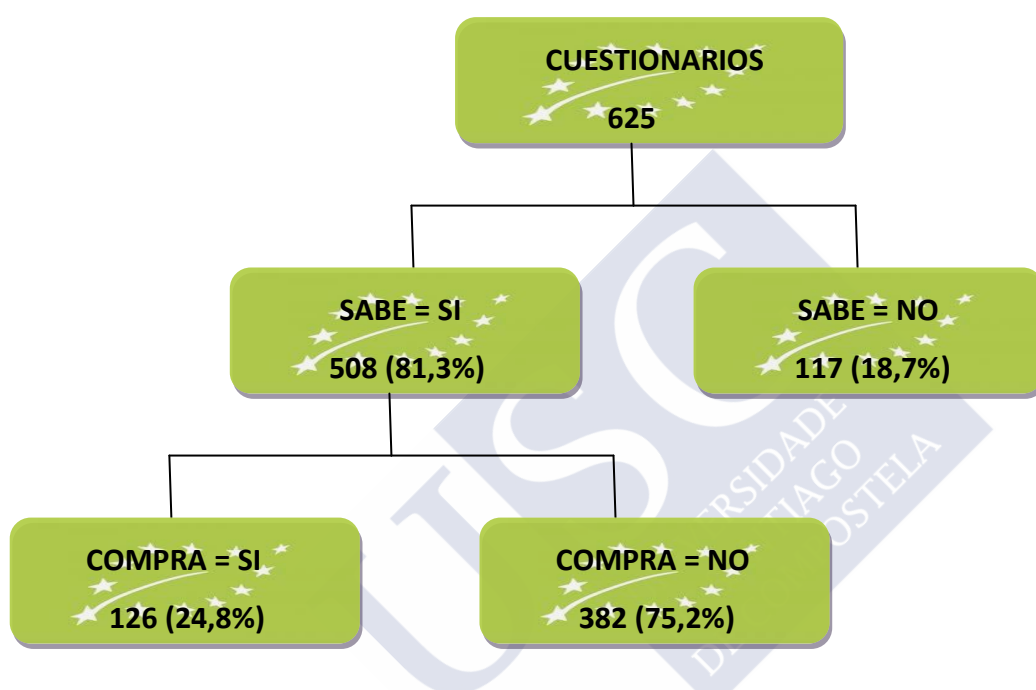 CUESTIONARIOS
625
SABE = SI
508 (81,3%)
SABE = NO
117 (18,7%)
COMPRA = SI
126 (24,8%)
COMPRA = NO
382 (75,2%)
USC